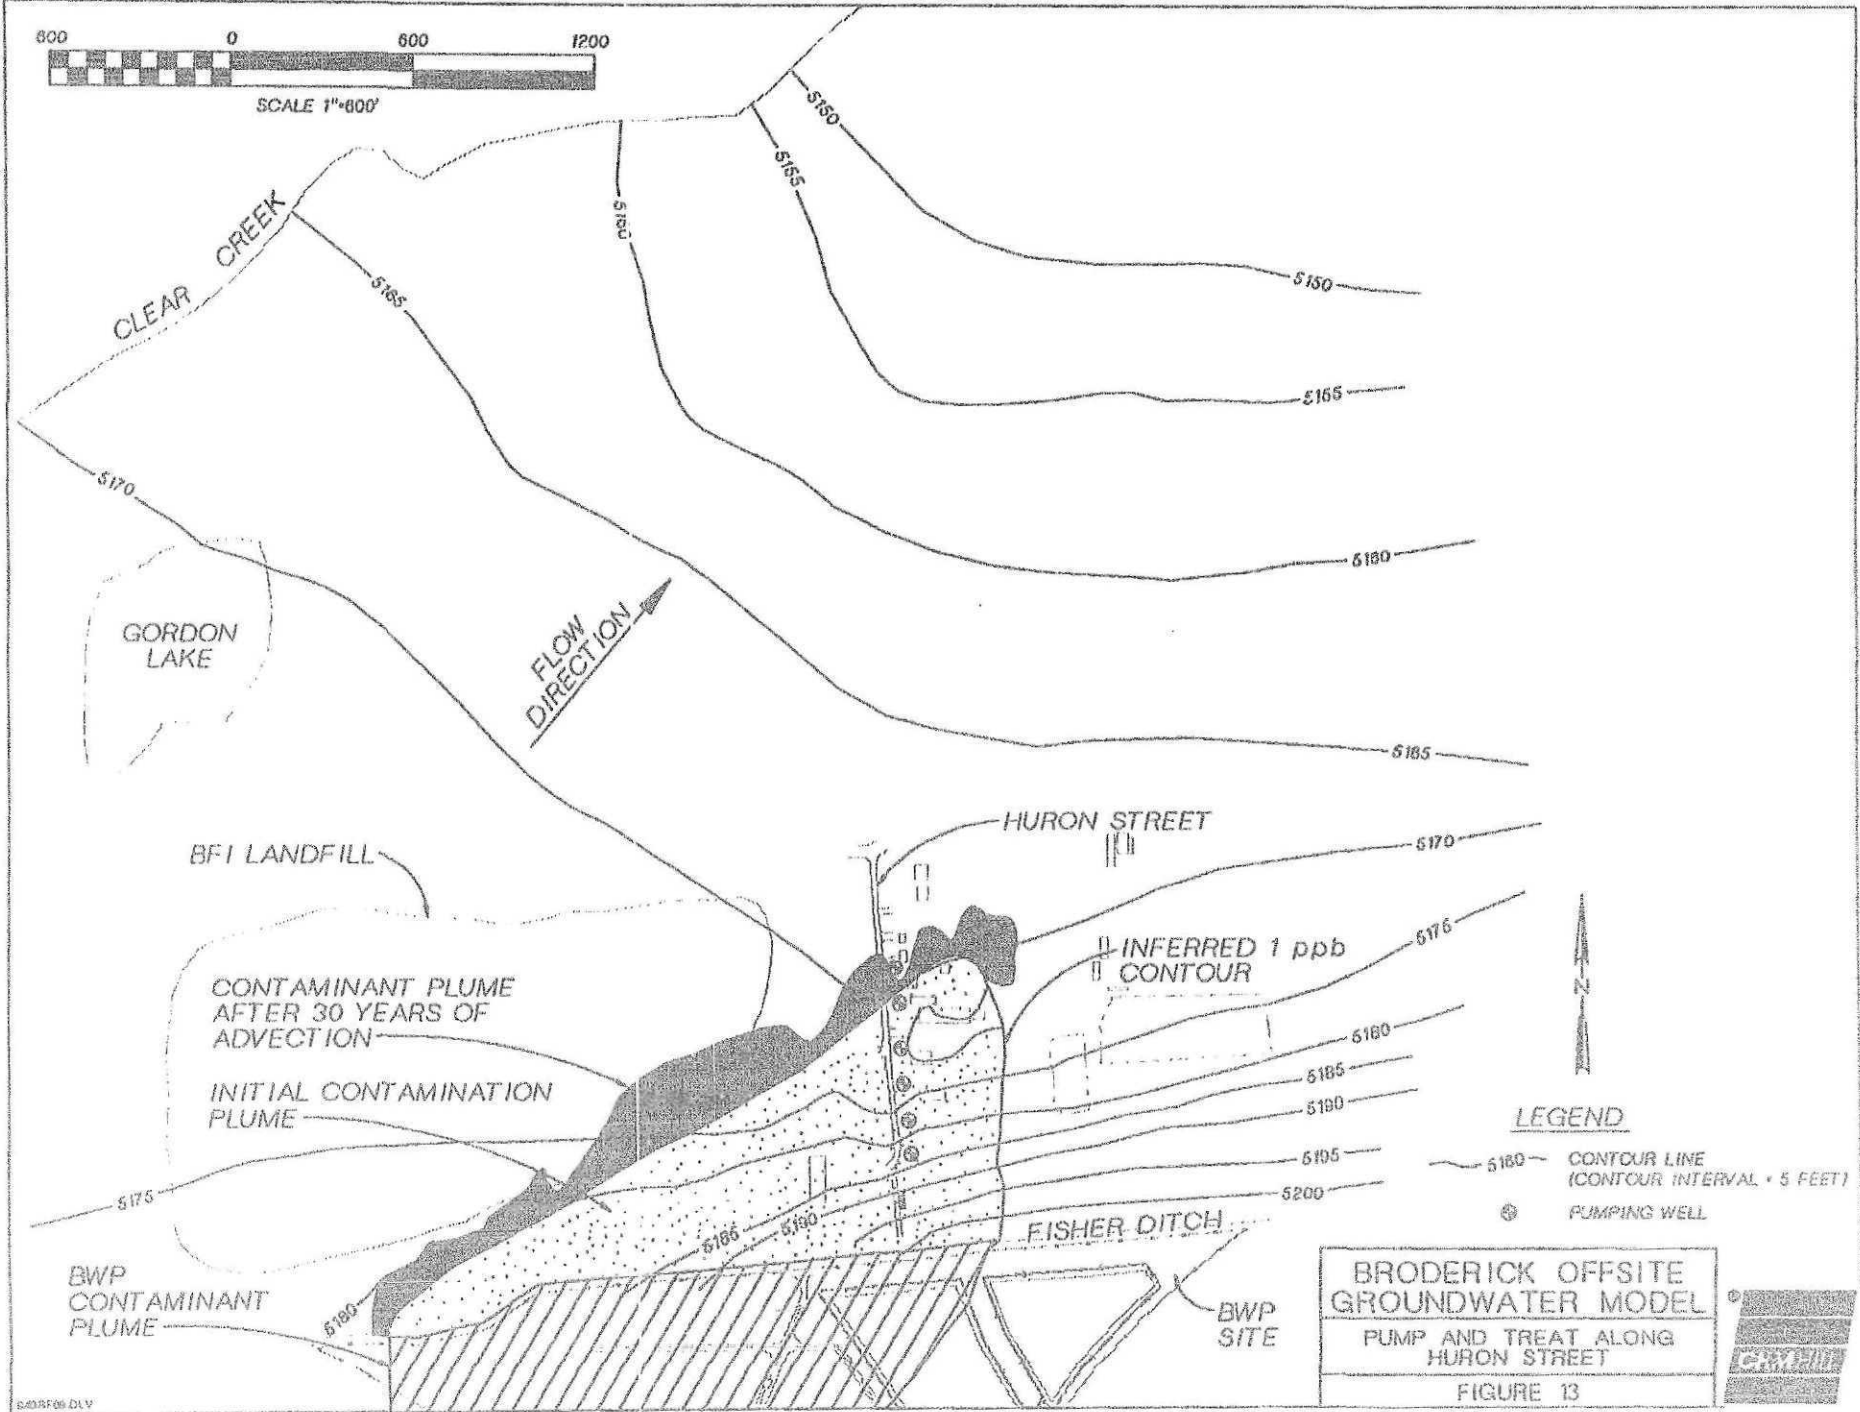 600 0 600 1200
SCALE 1"=600'
CLEAR CREEK
5150
5155
5160
5165
5150
5155
5170
5160
GORDON
LAKE
FLOW
DIRECTION
5165
HURON STREET
5170
BFI LANDFILL
5175
INFERRED 1 ppb
CONTOUR
CONTAMINANT PLUME
AFTER 30 YEARS OF
ADVECTION
N
5180
5185
INITIAL CONTAMINATION
PLUME
5190
LEGEND
5160 CONTOUR LINE
(CONTOUR INTERVAL = 5 FEET)
PUMPING WELL
5195
5200
5175
5185
5190
FISHER DITCH
5180
BWP
CONTAMINANT
PLUME
BWP
SITE
BRODERICK OFFSITE
GROUNDWATER MODEL
PUMP AND TREAT ALONG
HURON STREET
FIGURE 13
CH2M HILL